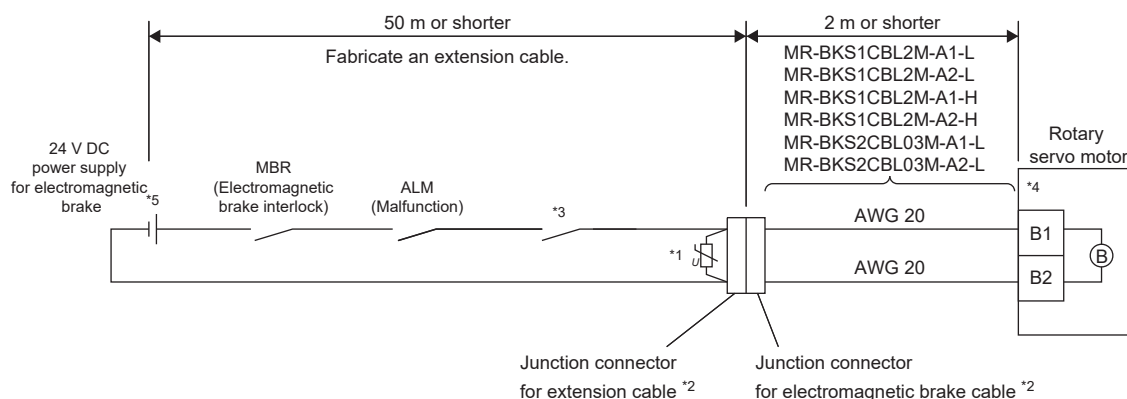 50 m or shorter
2 m or shorter
Fabricate an extension cable.
MR-BKS1CBL2M-A1-L
MR-BKS1CBL2M-A2-L
MR-BKS1CBL2M-A1-H
MR-BKS1CBL2M-A2-H
MR-BKS2CBL03M-A1-L
MR-BKS2CBL03M-A2-L
24 V DC
power supply
for electromagnetic
brake
*5
MBR
(Electromagnetic
brake interlock)
ALM
(Malfunction)
*3
*1
U
Rotary
servo motor
*4
AWG 20
B1
B
AWG 20
B2
Junction connector
for extension cable *2
Junction connector
for electromagnetic brake cable *2